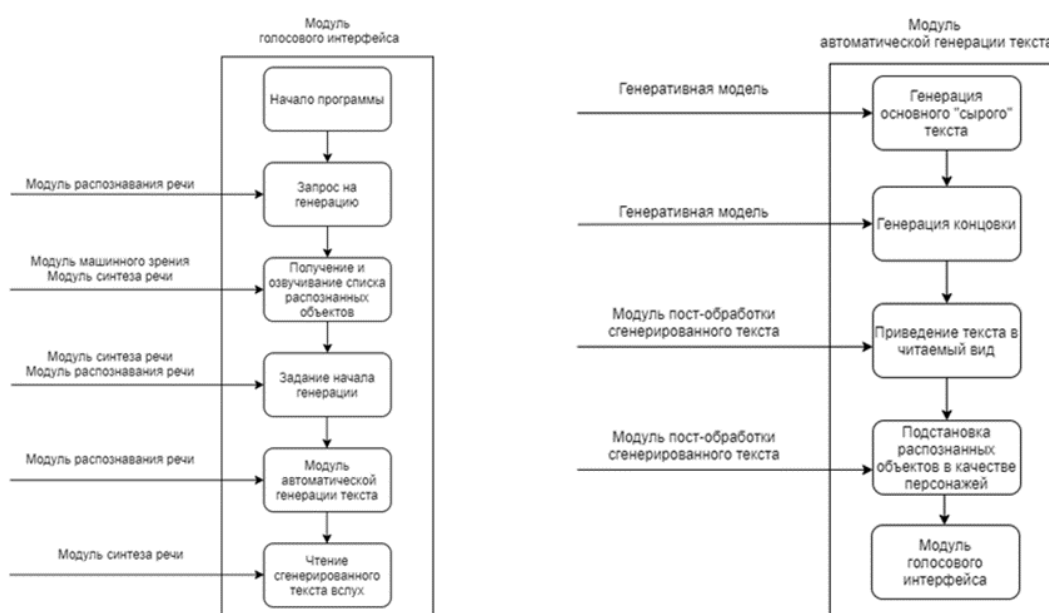 Модуль
голосового интерфейса
Начало программы
Модуль распознавания речи
Запрос на
генерацию
Модуль машинного зрения
Модуль синтеза речи
Получение и
озвучивание списка
распознанных
объектов
Модуль синтеза речи
Модуль распознавания речи
Задание начала
генерации
Модуль распознавания речи
Модуль
автоматической
генерации текста
Модуль синтеза речи
Чтение
сгенерированного
текста вслух
Модуль
автоматической генерации текста
Генеративная модель
Генерация
основного "сырого"
текста
Генеративная модель
Генерация концовки
Модуль пост-обработки
сгенерированного текста
Приведение текста в
читаемый вид
Модуль пост-обработки
сгенерированного текста
Подстановка
распознанных
объектов в качестве
персонажей
Модуль
голосового
интерфейса